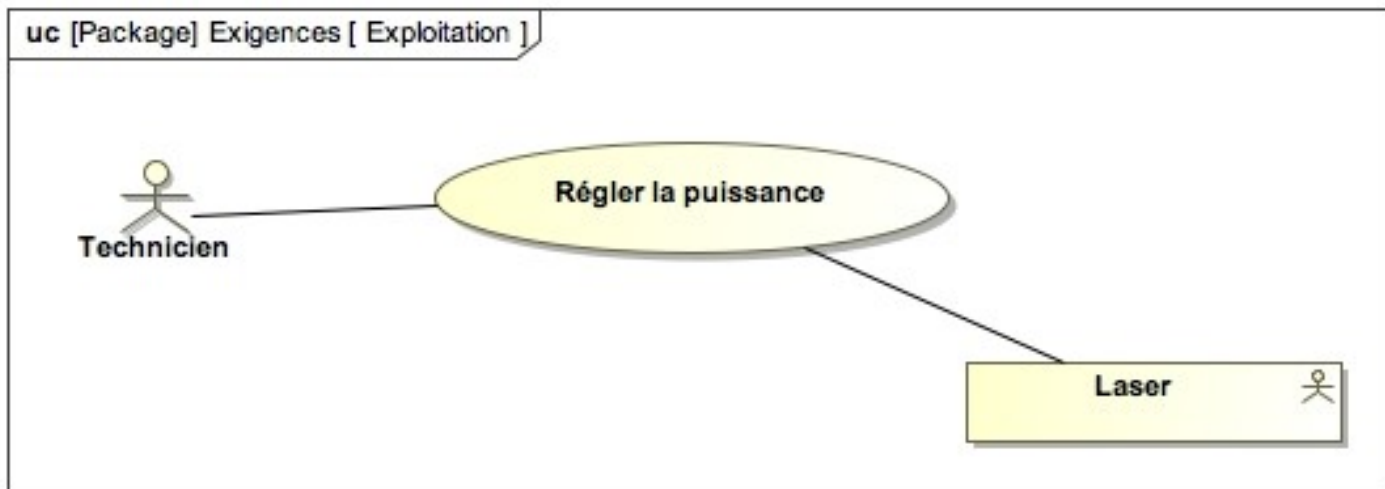 uc [Package] Exigences [ Exploitation ]
Régler la puissance
Technicien
Laser